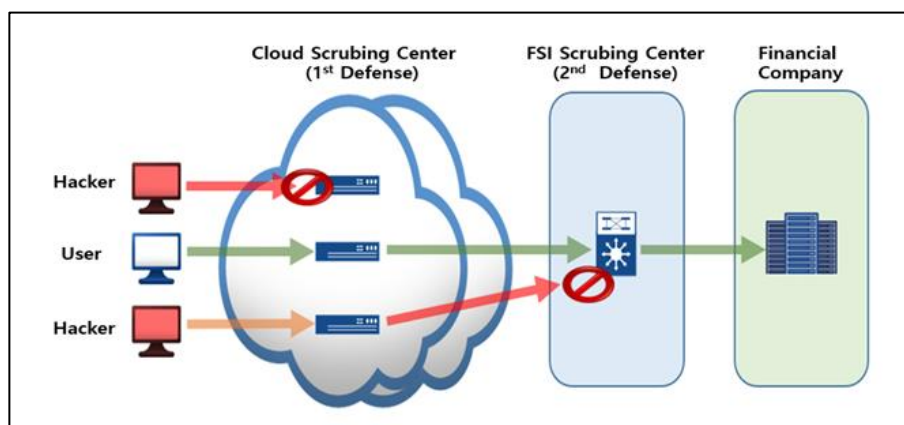 Cloud Scrubing Center
(1st Defense)
FSI Scrubing Center
(2nd Defense)
Financial
Company
Hacker
User
Hacker